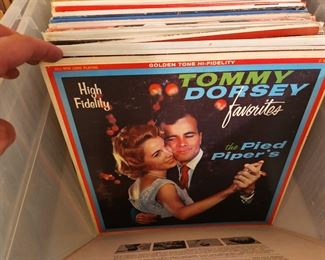 GOLDEN TONE HI-FIDELITY
High
Fidelity
TOMMY
DORSEY
favorites
the Pied
Piper's